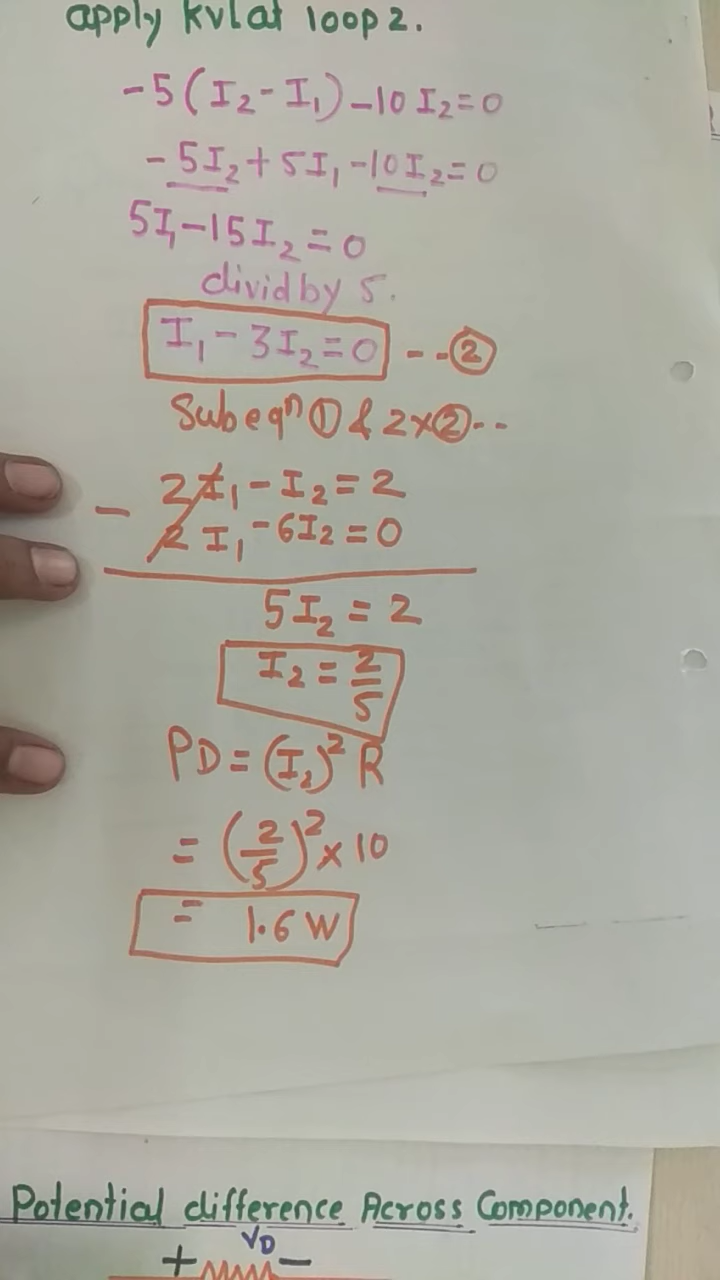 apply kvl at loop 2.
-5(I₂-I₁)-10I₂=0
-5I₂+5I₁-10I₂=0
5I₁-15I₂=0
divid by 5.
I₁-3I₂=0 --②
Sub eqⁿ ① & 2×②--
- 2I₁-I₂=2
2I₁-6I₂=0
5I₂=2
I₂=2/5
PD=(I₂)²R
=(2/5)²×10
= 1.6 W
Potential difference Across Component.
VD
+ -